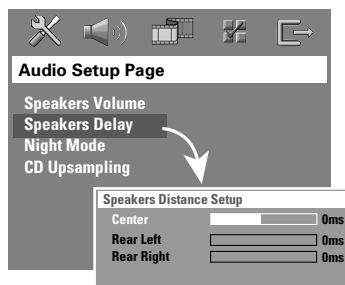 Audio Setup Page
Speakers Volume
Speakers Delay
Night Mode
CD Upsampling
Speakers Distance Setup
Center 0ms
Rear Left 0ms
Rear Right 0ms